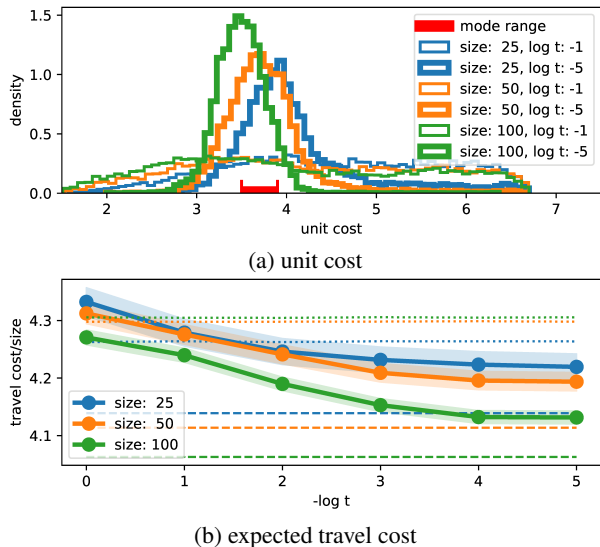 1.5
1.0
0.5
0.0
density
mode range
size:  25, log t: -1
size:  25, log t: -5
size:  50, log t: -1
size:  50, log t: -5
size: 100, log t: -1
size: 100, log t: -5
2 3 4 5 6 7
unit cost
(a) unit cost
4.3
4.2
4.1
travel cost/size
size:  25
size:  50
size: 100
0 1 2 3 4 5
-log t
(b) expected travel cost